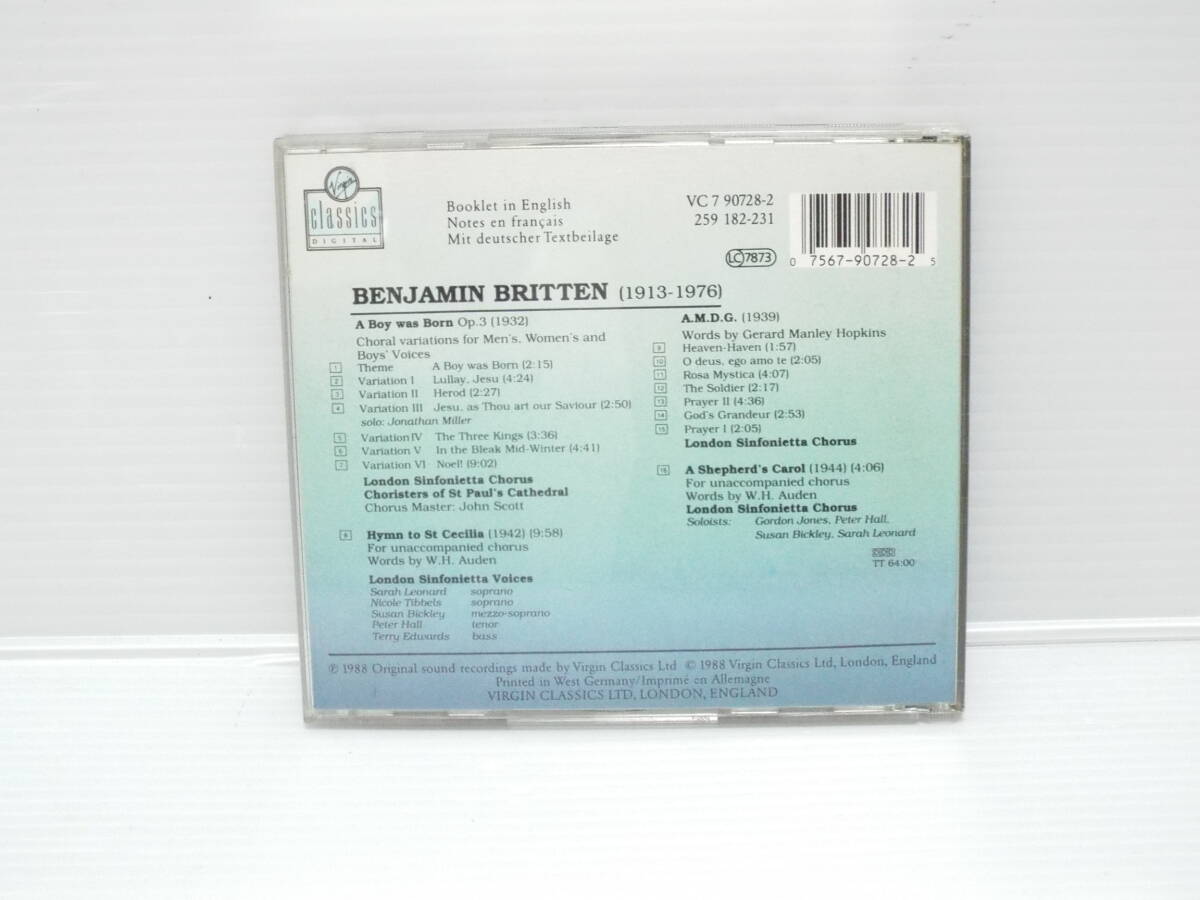 Virgin
classics
DIGITAL
Booklet in English
Notes en français
Mit deutscher Textbeilage
VC 7 90728-2
259 182-231
LC 7873
0 7567-90728-2 5
BENJAMIN BRITTEN (1913-1976)
A Boy was Born Op.3 (1932)
Choral variations for Men's, Women's and
Boys' Voices
1 Theme A Boy was Born (2:15)
2 Variation I Lullay, Jesu (4:24)
3 Variation II Herod (2:27)
4 Variation III Jesu, as Thou art our Saviour (2:50)
solo: Jonathan Miller
5 Variation IV The Three Kings (3:36)
6 Variation V In the Bleak Mid-Winter (4:41)
7 Variation VI Noel! (9:02)
London Sinfonietta Chorus
Choristers of St Paul's Cathedral
Chorus Master: John Scott
8 Hymn to St Cecilia (1942) (9:58)
For unaccompanied chorus
Words by W.H. Auden
London Sinfonietta Voices
Sarah Leonard soprano
Nicole Tibbels soprano
Susan Bickley mezzo-soprano
Peter Hall tenor
Terry Edwards bass
A.M.D.G. (1939)
Words by Gerard Manley Hopkins
9 Heaven-Haven (1:57)
10 O deus, ego amo te (2:05)
11 Rosa Mystica (4:07)
12 The Soldier (2:17)
13 Prayer II (4:36)
14 God's Grandeur (2:53)
15 Prayer I (2:05)
London Sinfonietta Chorus
16 A Shepherd's Carol (1944) (4:06)
For unaccompanied chorus
Words by W.H. Auden
London Sinfonietta Chorus
Soloists: Gordon Jones, Peter Hall,
Susan Bickley, Sarah Leonard
TT 64:00
℗ 1988 Original sound recordings made by Virgin Classics Ltd © 1988 Virgin Classics Ltd, London, England
Printed in West Germany/Imprimé en Allemagne
VIRGIN CLASSICS LTD, LONDON, ENGLAND